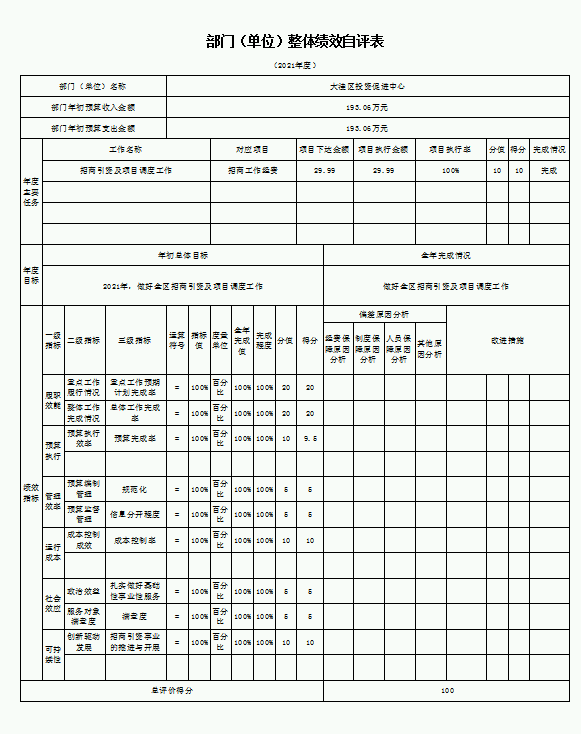 部门（单位）整体绩效自评表
（2021年度）
部门（单位）名称 大洼区投资促进中心
部门年初预算收入金额 193.06万元
部门年初预算支出金额 193.06万元
年度主要任务 工作名称 对应项目 项目下达金额 项目执行金额 项目执行率 分值 得分 完成情况
招商引资及项目调度工作 招商工作经费 29.99 29.99 100% 10 10 完成
年度目标 年初总体目标 全年完成情况
2021年，做好全区招商引资及项目调度工作 做好全区招商引资及项目调度工作
绩效指标 一级指标 二级指标 三级指标 运算符号 指标值 度量单位 全年完成值 完成程度 分值 得分 偏差原因分析 改进措施
经费保障原因分析 制度保障原因分析 人员保障原因分析 其他原因分析
履职效能 重点工作履行情况 重点工作预期计划完成率 = 100% 百分比 100% 100% 20 20
整体工作完成情况 总体工作完成率 = 100% 百分比 100% 100% 20 20
预算执行 预算执行效率 预算完成率 = 100% 百分比 100% 100% 10 9.5
管理效率 预算编制管理 规范化 = 100% 百分比 100% 100% 5 5
预算监督管理 信息公开程度 = 100% 百分比 100% 100% 5 5
运行成本 成本控制成效 成本控制率 = 100% 百分比 100% 100% 10 10
社会效应 政治效益 扎实做好基础性事业性服务 = 100% 百分比 100% 100% 5 5
服务对象满意度 满意度 = 100% 百分比 100% 100% 5 5
可持续性 创新驱动发展 招商引资事业的推进与开展 = 100% 百分比 100% 100% 10 10
总评价得分 100